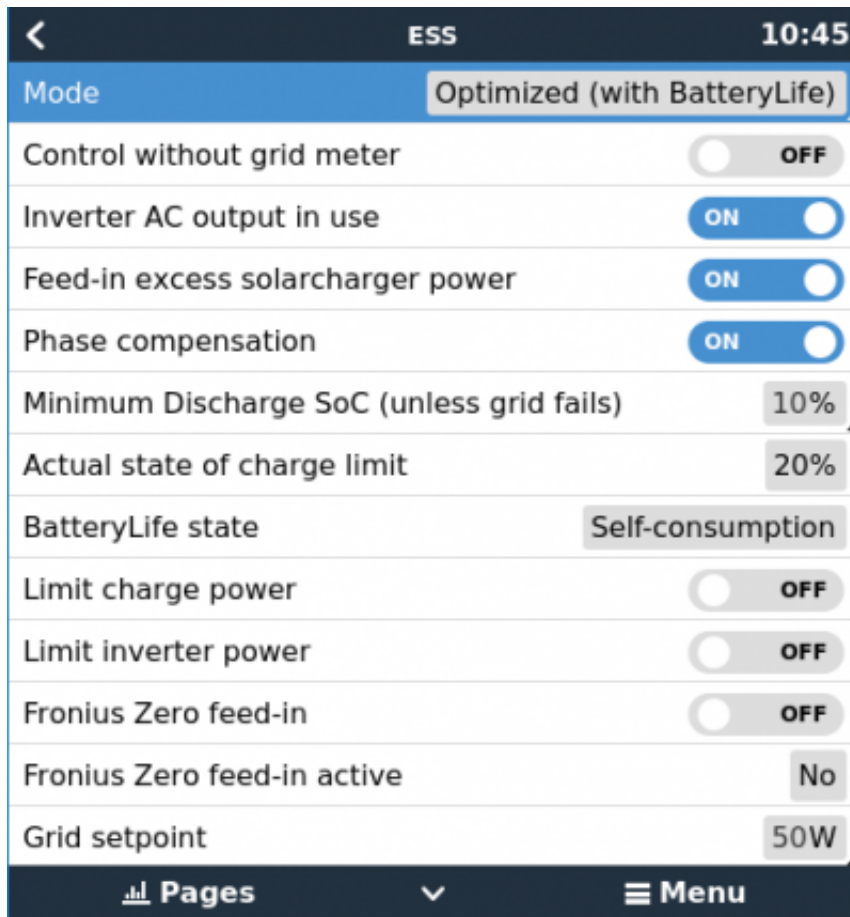 ESS 10:45
Mode Optimized (with BatteryLife)
Control without grid meter OFF
Inverter AC output in use ON
Feed-in excess solarcharger power ON
Phase compensation ON
Minimum Discharge SoC (unless grid fails) 10%
Actual state of charge limit 20%
BatteryLife state Self-consumption
Limit charge power OFF
Limit inverter power OFF
Fronius Zero feed-in OFF
Fronius Zero feed-in active No
Grid setpoint 50W
Pages Menu